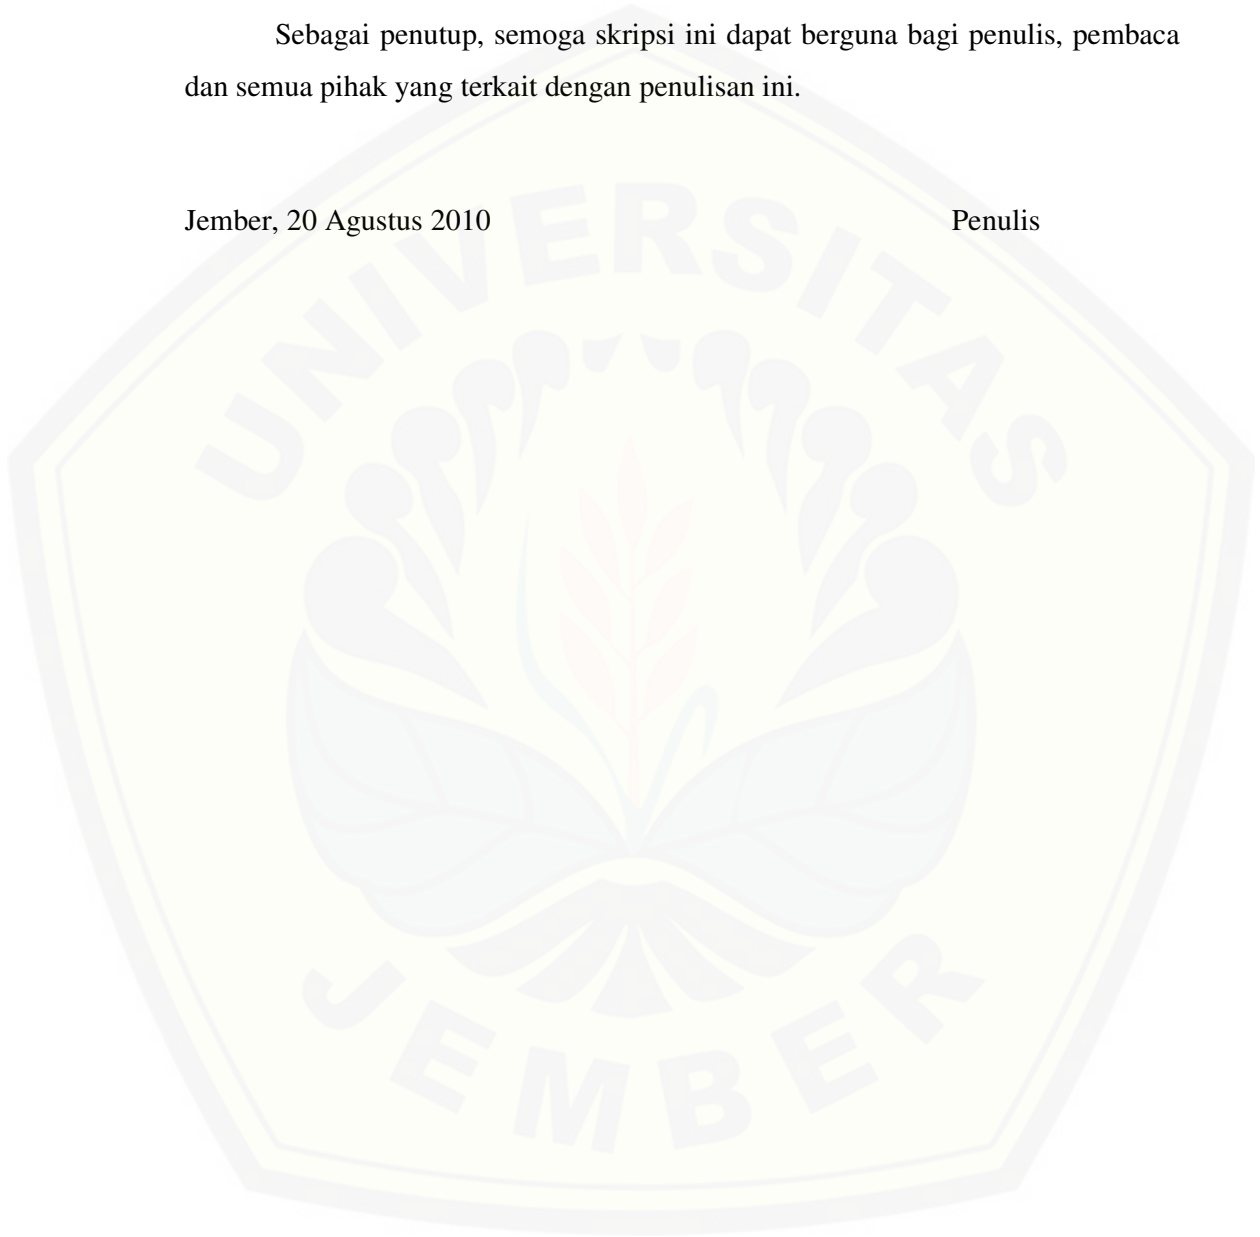 Sebagai penutup, semoga skripsi ini dapat berguna bagi penulis, pembaca
dan semua pihak yang terkait dengan penulisan ini.
Jember, 20 Agustus 2010 Penulis
UNIVERSITAS
JEMBER